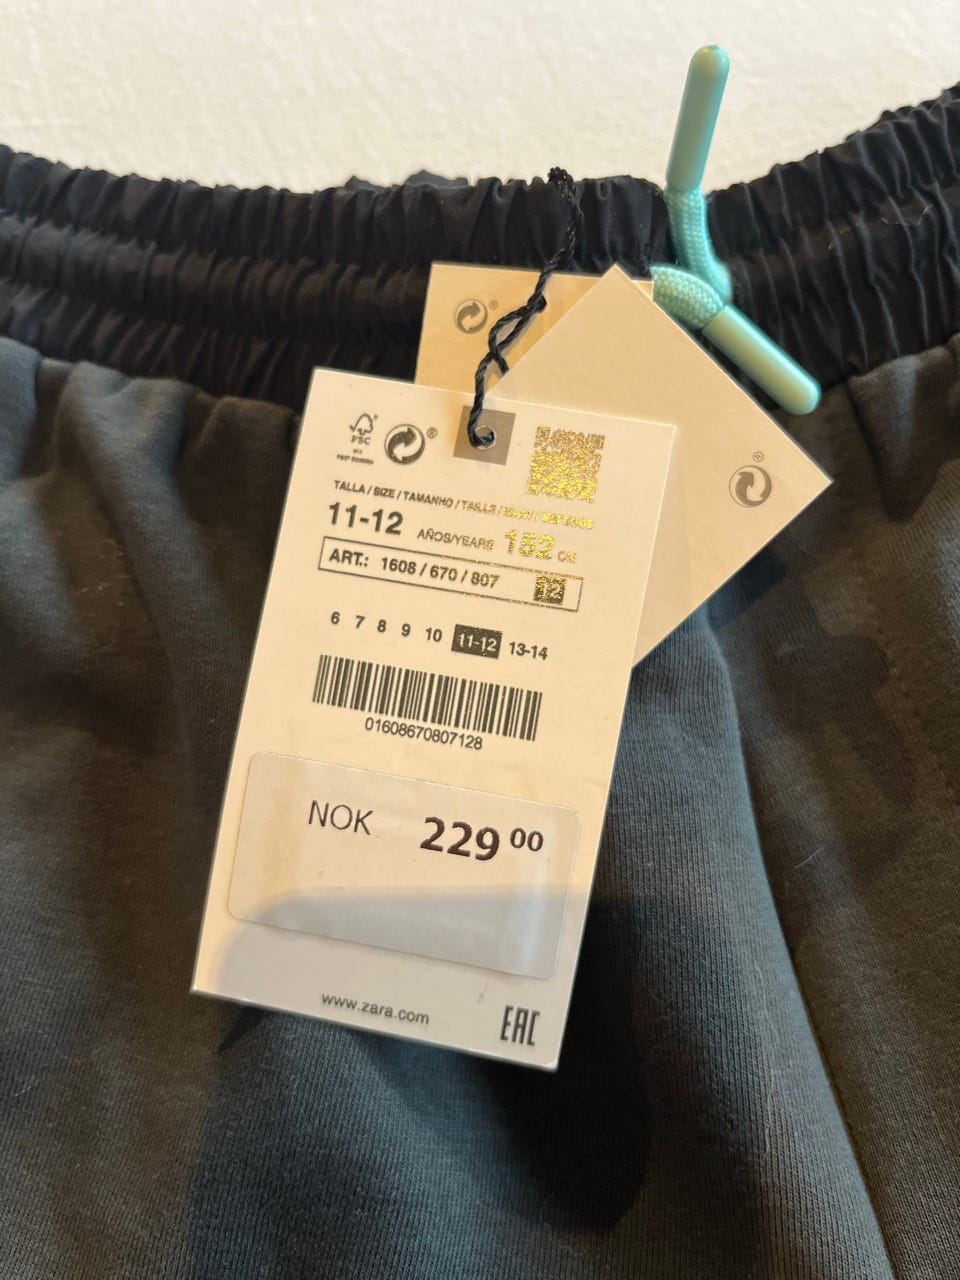 FSC
MIX
®
TALLA / SIZE / TAMANHO / TAILLE
11-12 AÑOS/YEARS 152 CM
ART.: 1608 / 670 / 807 12
6 7 8 9 10 11-12 13-14
01608670807128
NOK 229 00
www.zara.com
EAC
®
®